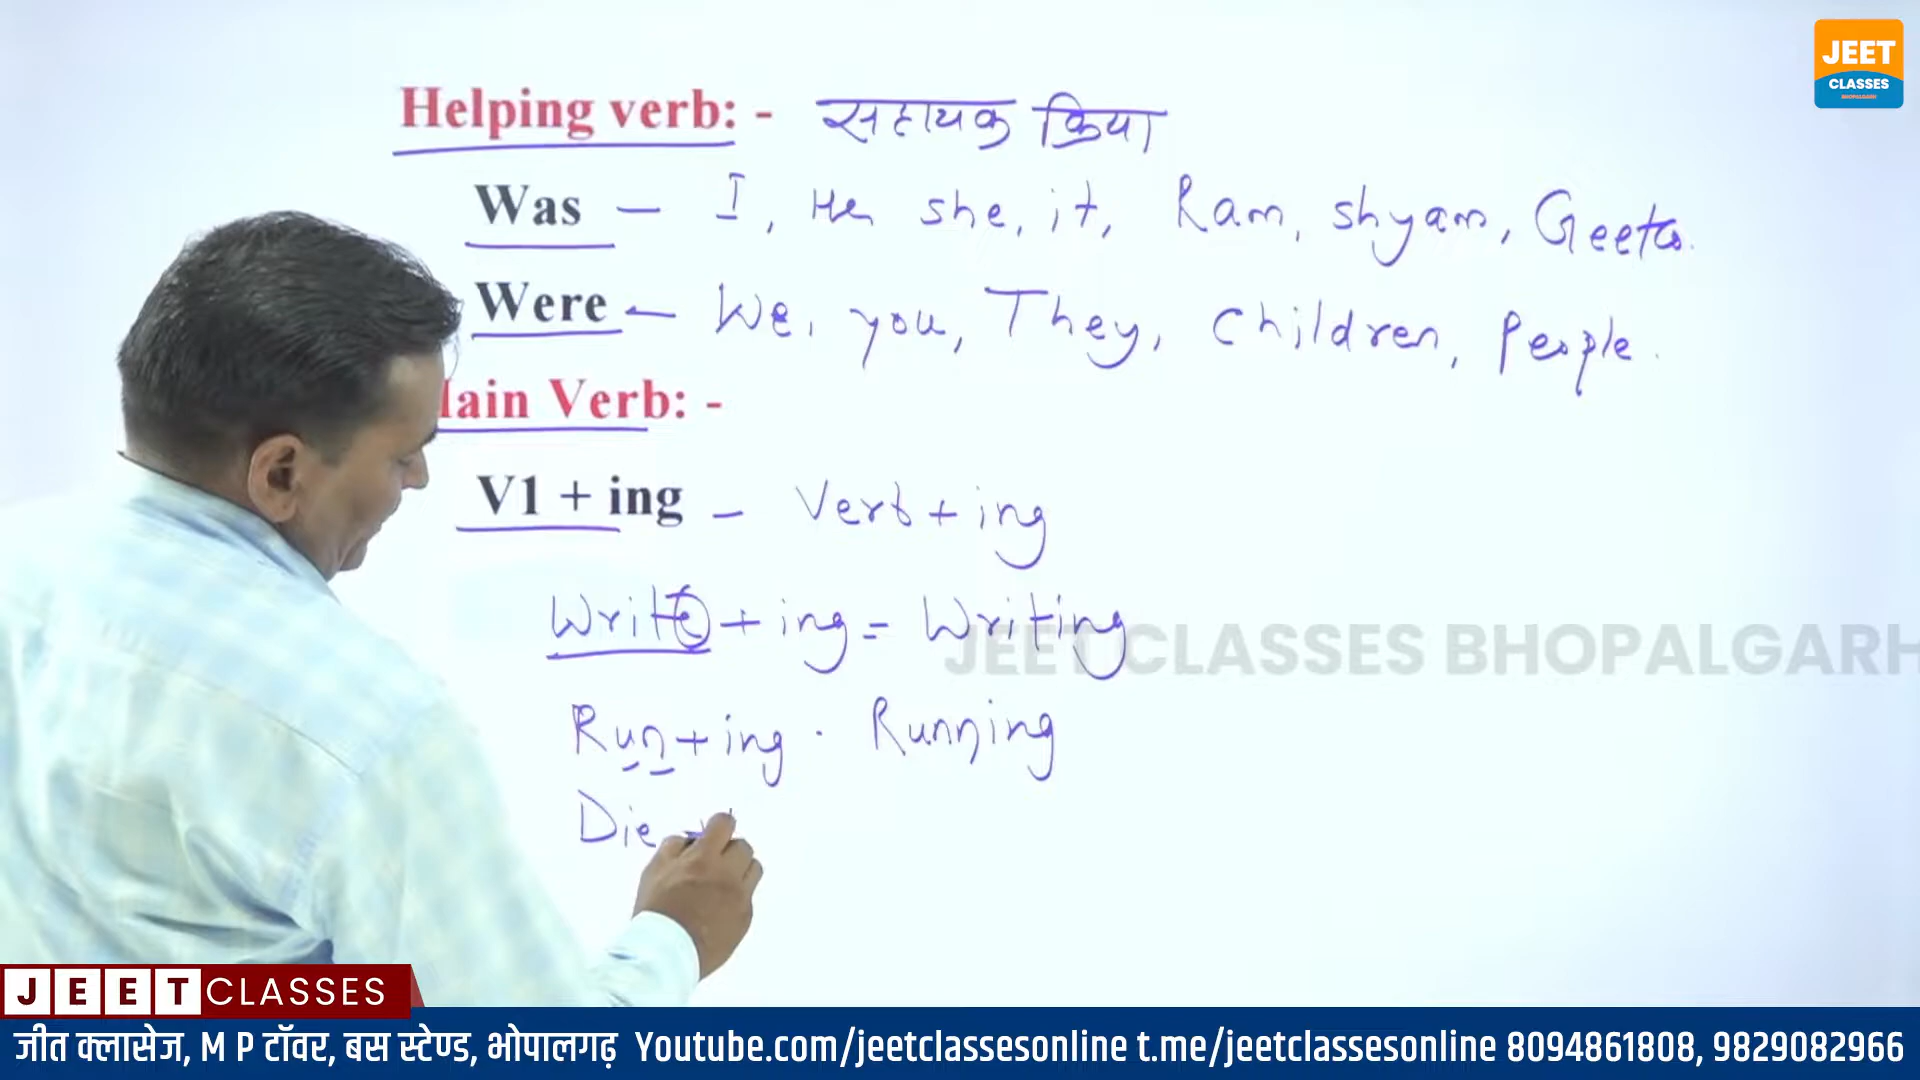 JEET
CLASSES
BHOPALGARH
Helping verb: - सहायक क्रिया
Was – I, He she, it, Ram, shyam, Geeta.
Were – We, you, They, Children, People.
Main Verb: -
V1 + ing – Verb + ing
Write + ing = Writing
JEET CLASSES BHOPALGARH
Run + ing . Running
Die +
JEET CLASSES
जीत क्लासेज, M P टॉवर, बस स्टेण्ड, भोपालगढ़ Youtube.com/jeetclassesonline t.me/jeetclassesonline 8094861808, 9829082966